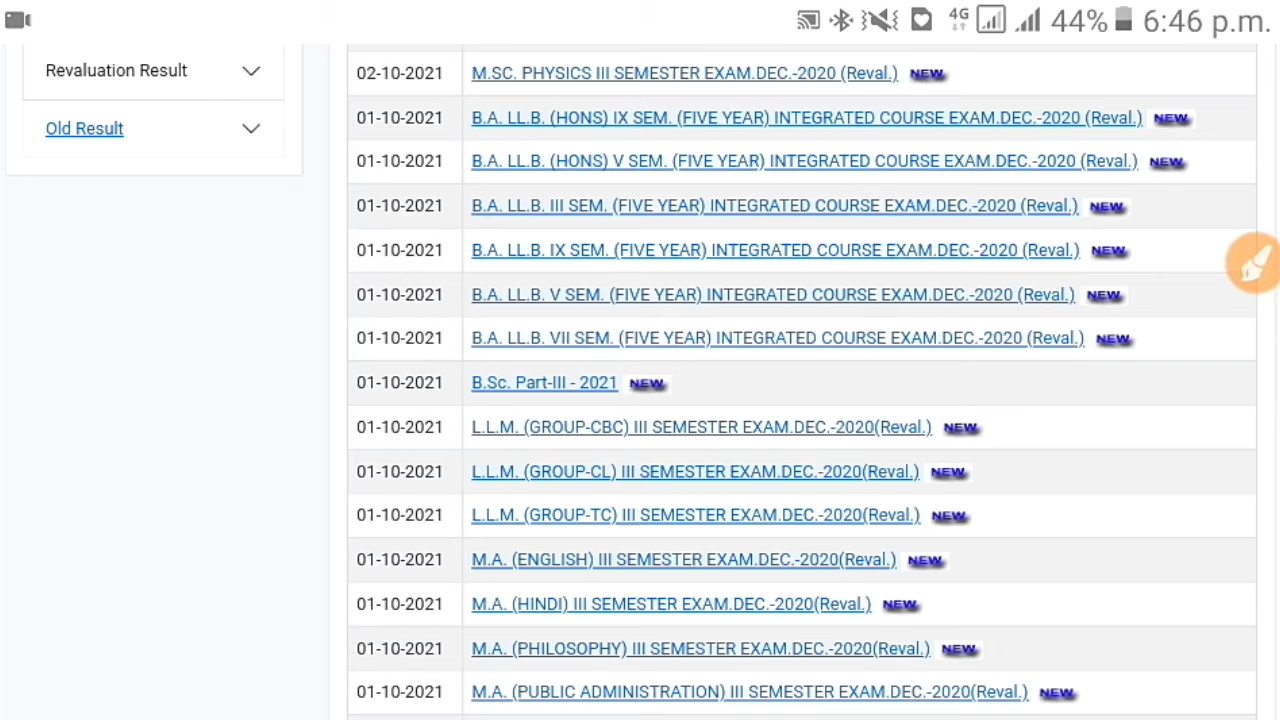 4G 44% 6:46 p.m.
Revaluation Result
Old Result
02-10-2021 M.SC. PHYSICS III SEMESTER EXAM.DEC.-2020 (Reval.) NEW
01-10-2021 B.A. LL.B. (HONS) IX SEM. (FIVE YEAR) INTEGRATED COURSE EXAM.DEC.-2020 (Reval.) NEW
01-10-2021 B.A. LL.B. (HONS) V SEM. (FIVE YEAR) INTEGRATED COURSE EXAM.DEC.-2020 (Reval.) NEW
01-10-2021 B.A. LL.B. III SEM. (FIVE YEAR) INTEGRATED COURSE EXAM.DEC.-2020 (Reval.) NEW
01-10-2021 B.A. LL.B. IX SEM. (FIVE YEAR) INTEGRATED COURSE EXAM.DEC.-2020 (Reval.) NEW
01-10-2021 B.A. LL.B. V SEM. (FIVE YEAR) INTEGRATED COURSE EXAM.DEC.-2020 (Reval.) NEW
01-10-2021 B.A. LL.B. VII SEM. (FIVE YEAR) INTEGRATED COURSE EXAM.DEC.-2020 (Reval.) NEW
01-10-2021 B.Sc. Part-III - 2021 NEW
01-10-2021 L.L.M. (GROUP-CBC) III SEMESTER EXAM.DEC.-2020(Reval.) NEW
01-10-2021 L.L.M. (GROUP-CL) III SEMESTER EXAM.DEC.-2020(Reval.) NEW
01-10-2021 L.L.M. (GROUP-TC) III SEMESTER EXAM.DEC.-2020(Reval.) NEW
01-10-2021 M.A. (ENGLISH) III SEMESTER EXAM.DEC.-2020(Reval.) NEW
01-10-2021 M.A. (HINDI) III SEMESTER EXAM.DEC.-2020(Reval.) NEW
01-10-2021 M.A. (PHILOSOPHY) III SEMESTER EXAM.DEC.-2020(Reval.) NEW
01-10-2021 M.A. (PUBLIC ADMINISTRATION) III SEMESTER EXAM.DEC.-2020(Reval.) NEW